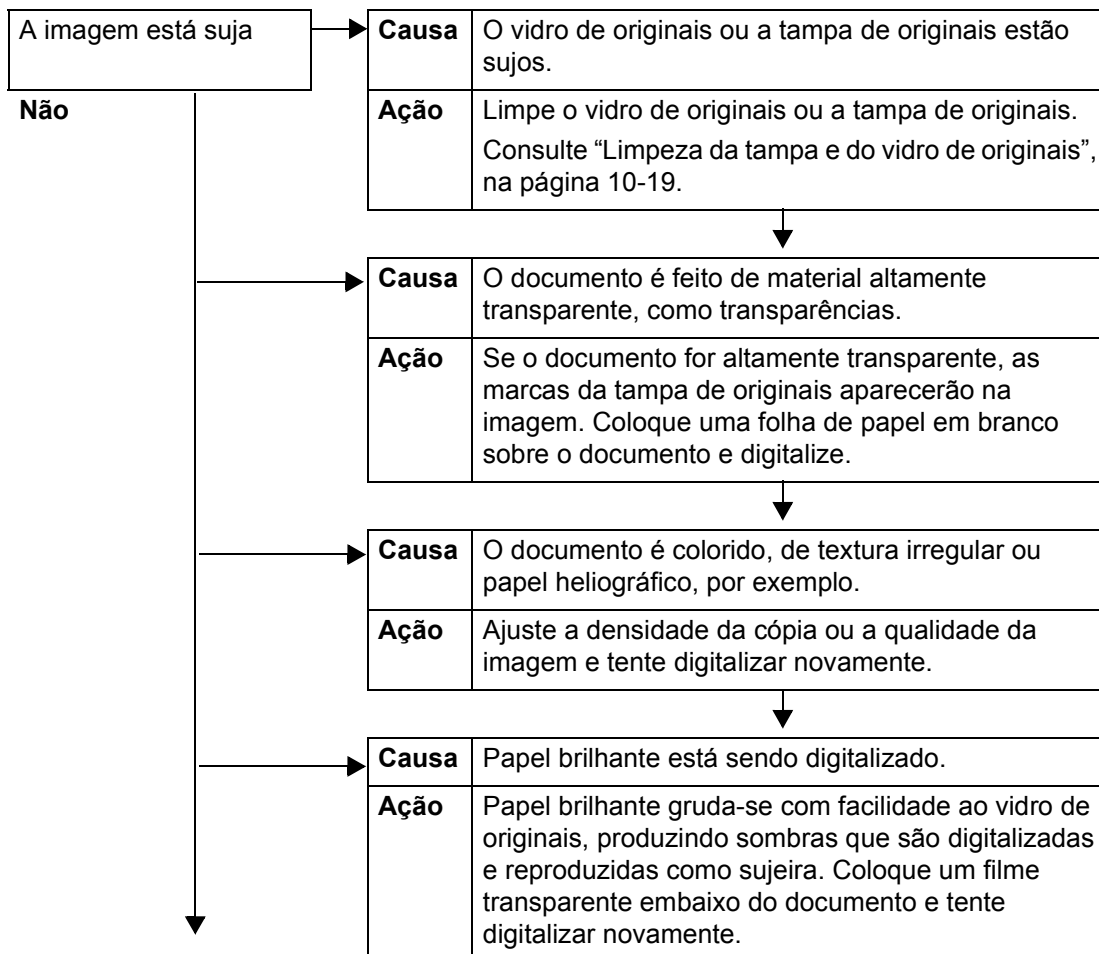 A imagem está suja
Causa
O vidro de originais ou a tampa de originais estão
sujos.
Não
Ação
Limpe o vidro de originais ou a tampa de originais.
Consulte “Limpeza da tampa e do vidro de originais”,
na página 10-19.
Causa
O documento é feito de material altamente
transparente, como transparências.
Ação
Se o documento for altamente transparente, as
marcas da tampa de originais aparecerão na
imagem. Coloque uma folha de papel em branco
sobre o documento e digitalize.
Causa
O documento é colorido, de textura irregular ou
papel heliográfico, por exemplo.
Ação
Ajuste a densidade da cópia ou a qualidade da
imagem e tente digitalizar novamente.
Causa
Papel brilhante está sendo digitalizado.
Ação
Papel brilhante gruda-se com facilidade ao vidro de
originais, produzindo sombras que são digitalizadas
e reproduzidas como sujeira. Coloque um filme
transparente embaixo do documento e tente
digitalizar novamente.